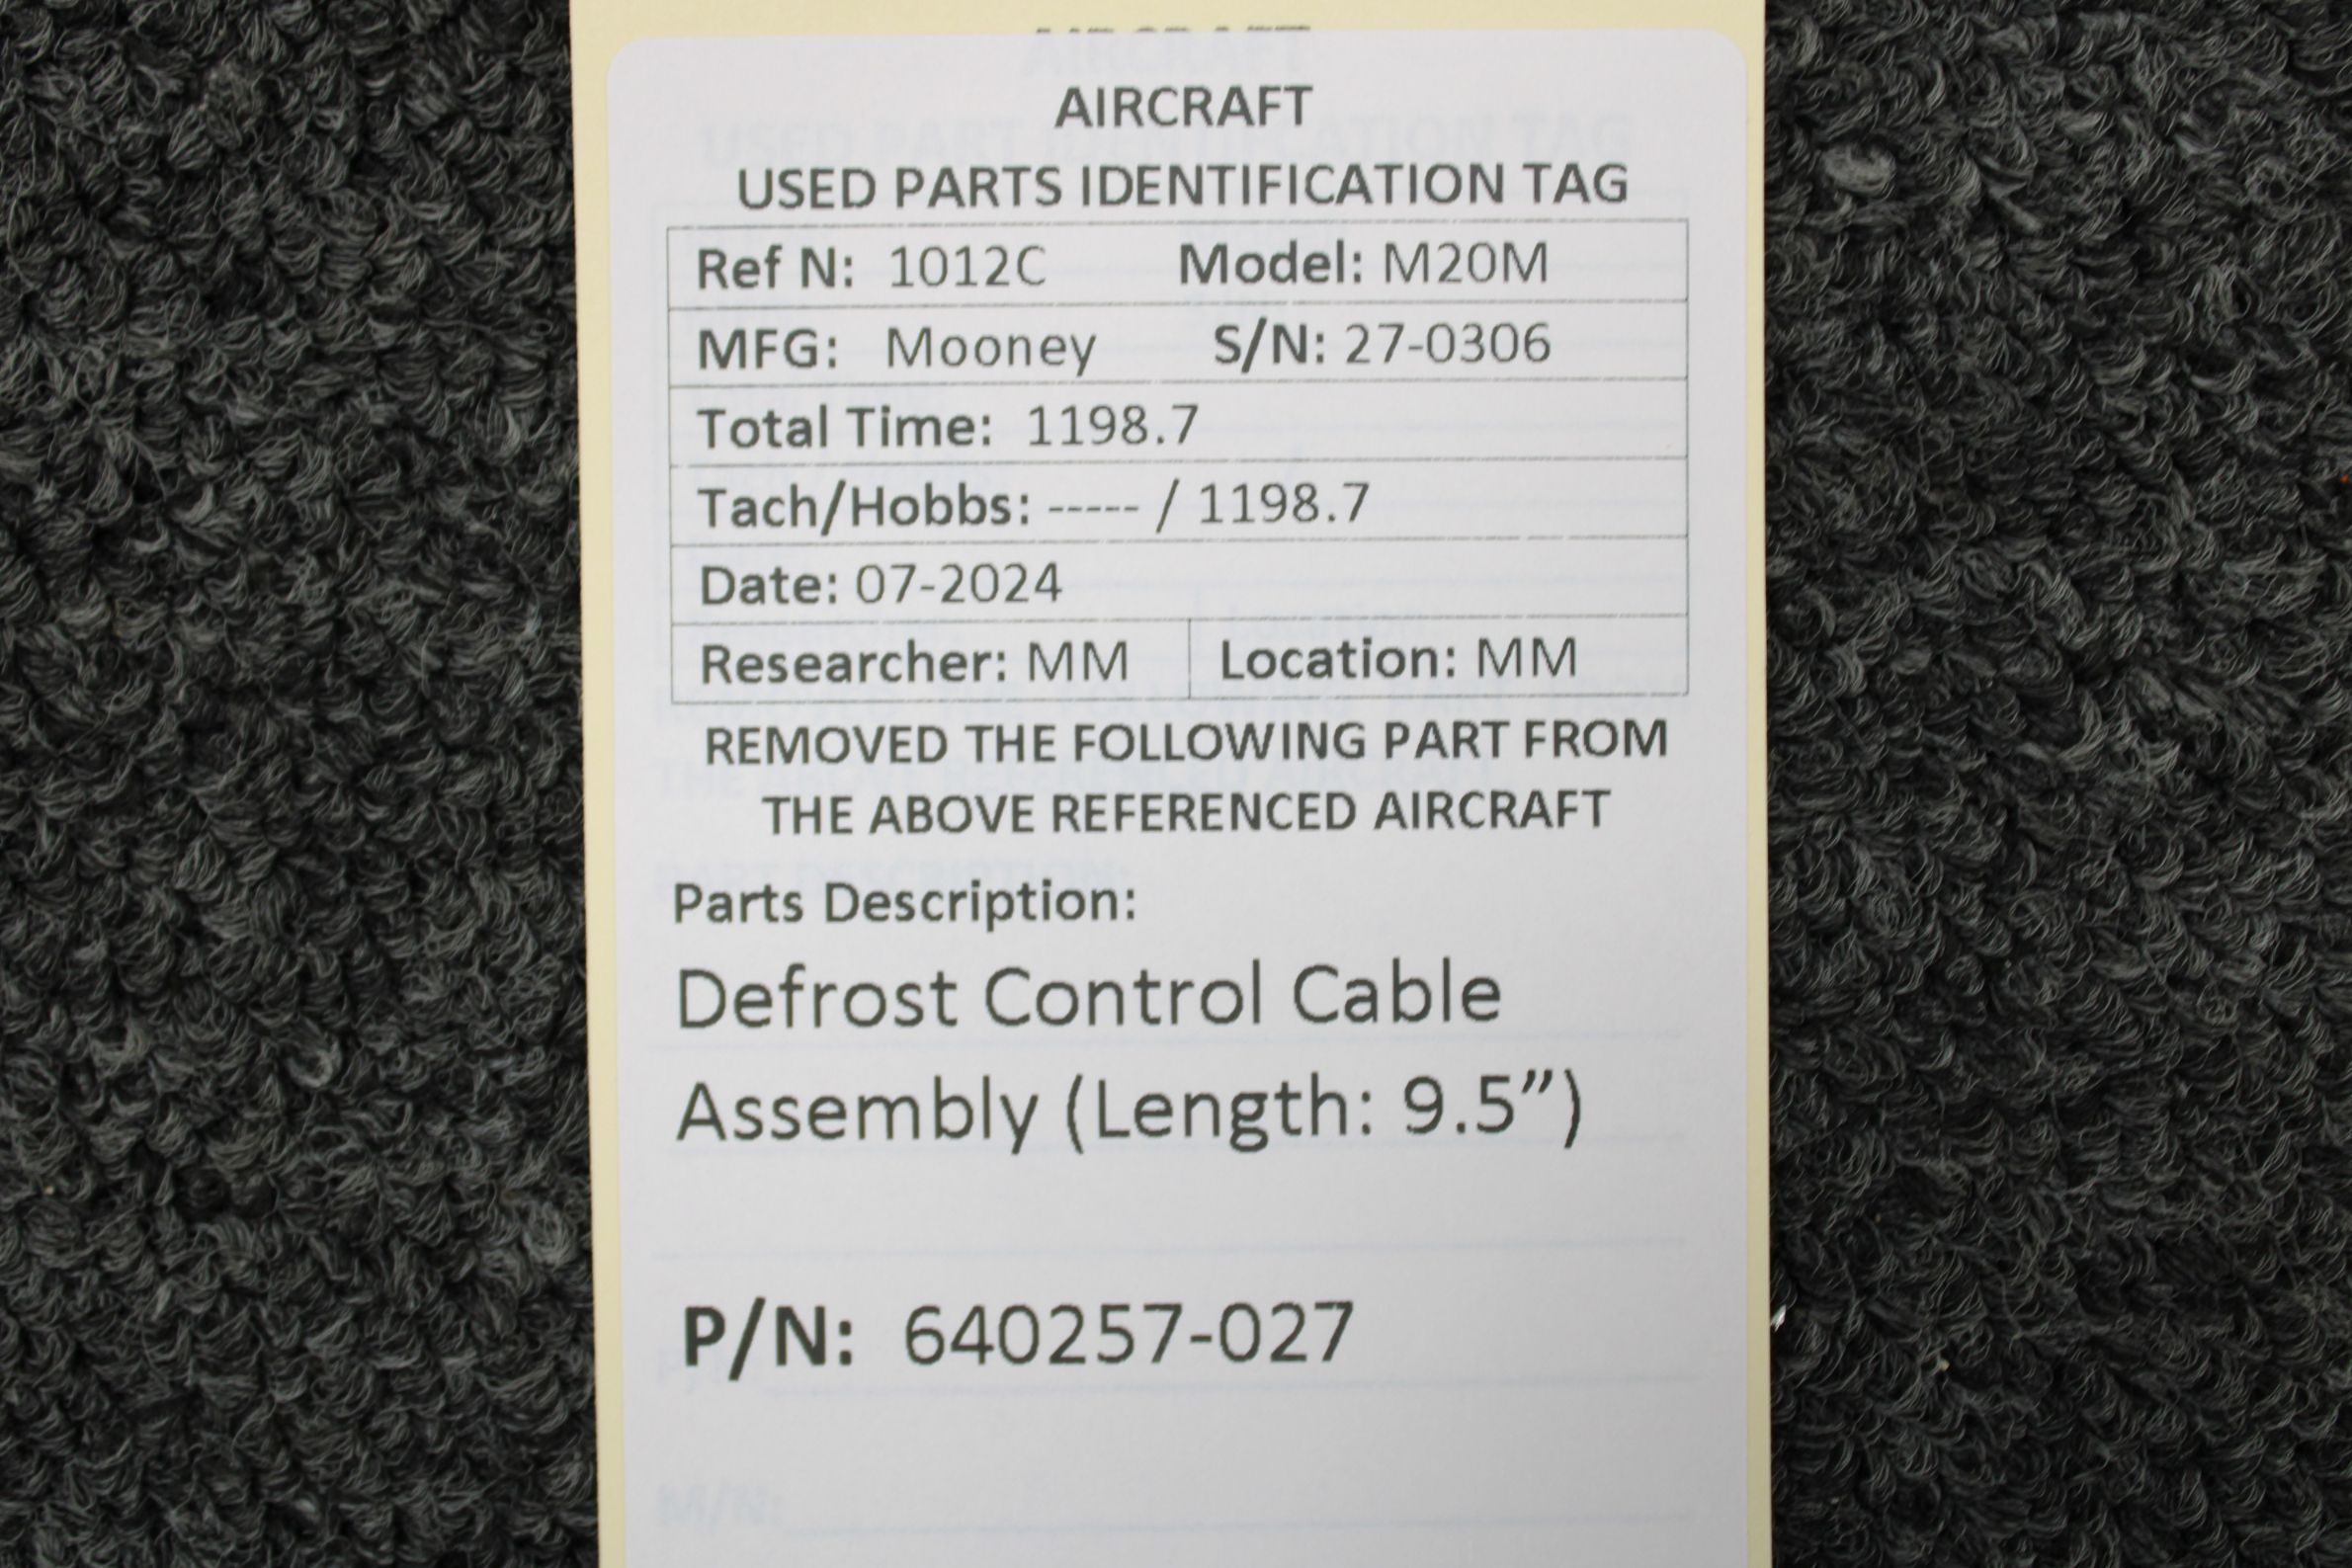 AIRCRAFT
USED PARTS IDENTIFICATION TAG
Ref N: 1012C Model: M20M
MFG: Mooney S/N: 27-0306
Total Time: 1198.7
Tach/Hobbs: ----- / 1198.7
Date: 07-2024
Researcher: MM Location: MM
REMOVED THE FOLLOWING PART FROM
THE ABOVE REFERENCED AIRCRAFT
Parts Description:
Defrost Control Cable
Assembly (Length: 9.5”)
P/N: 640257-027
M/N: